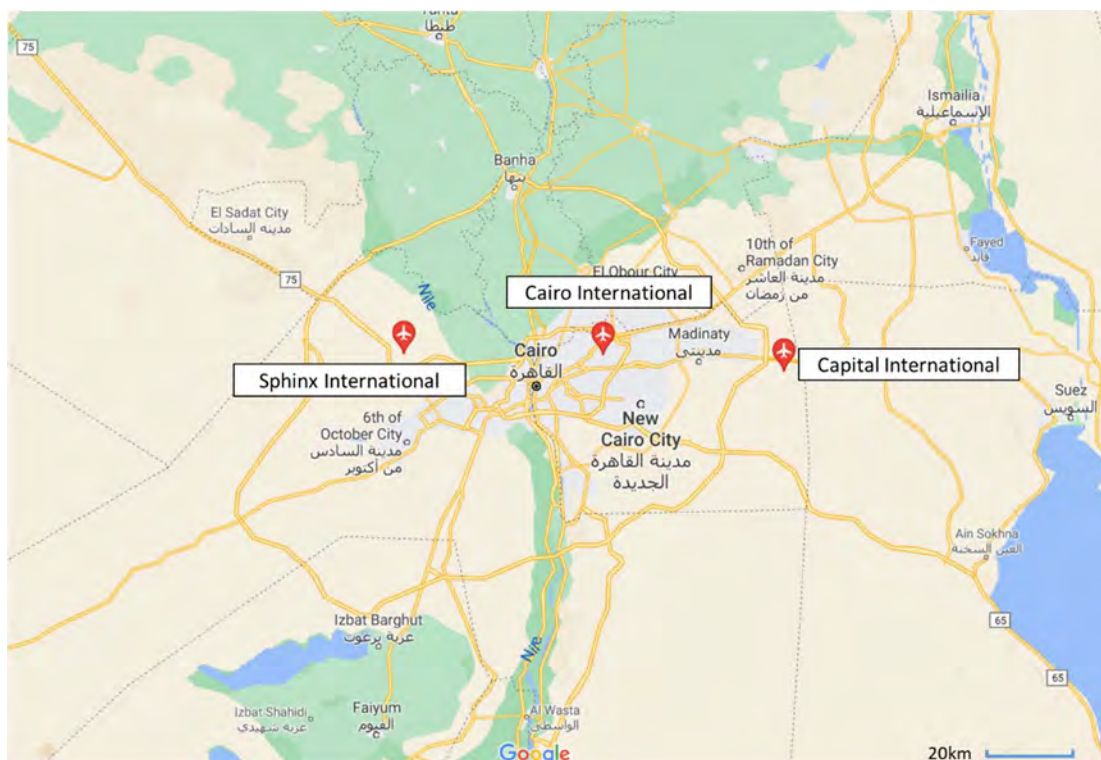 Tanta
طنطا
75
Ismailia
الإسماعيلية
Banha
بنها
El Sadat City
مدينة السادات
Fayed
فايد
10th of
Ramadan City
مدينة العاشر
من رمضان
75
El Obour City
Nile
Cairo International
Madinaty
مدينتي
Cairo
القاهرة
Sphinx International
Capital International
Suez
السويس
6th of
October City
مدينة السادس
من أكتوبر
New
Cairo City
مدينة القاهرة
الجديدة
Ain Sokhna
العين السخنة
Izbat Barghut
عزبة برغوت
65
Nile
65
Izbat Shahidi
عزبة شهيدي
Faiyum
الفيوم
Al Wasta
الواسطى
Google
20km